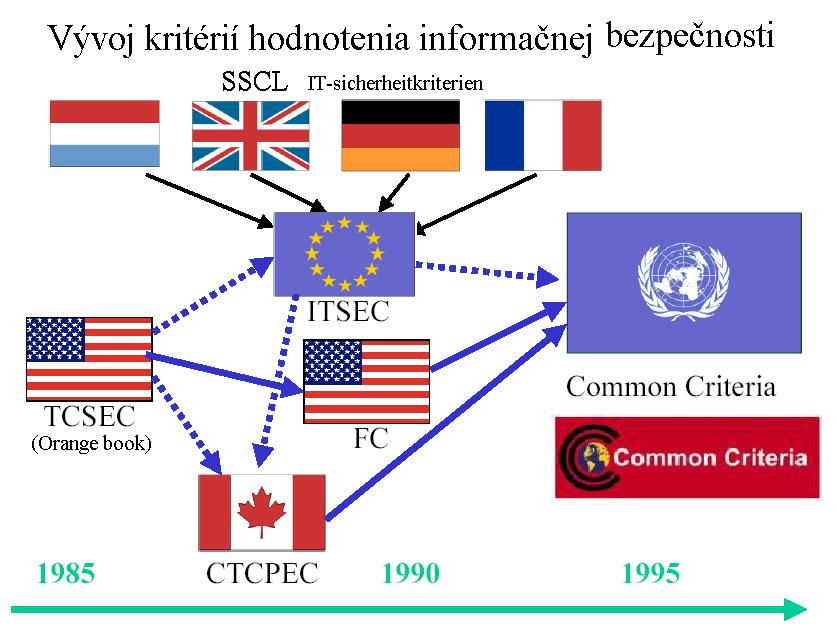 Vývoj kritérií hodnotenia informačnej bezpečnosti
SSCL IT-sicherheitkriterien
ITSEC
TCSEC
(Orange book)
FC
Common Criteria
Common Criteria
CTCPEC
1985 1990 1995